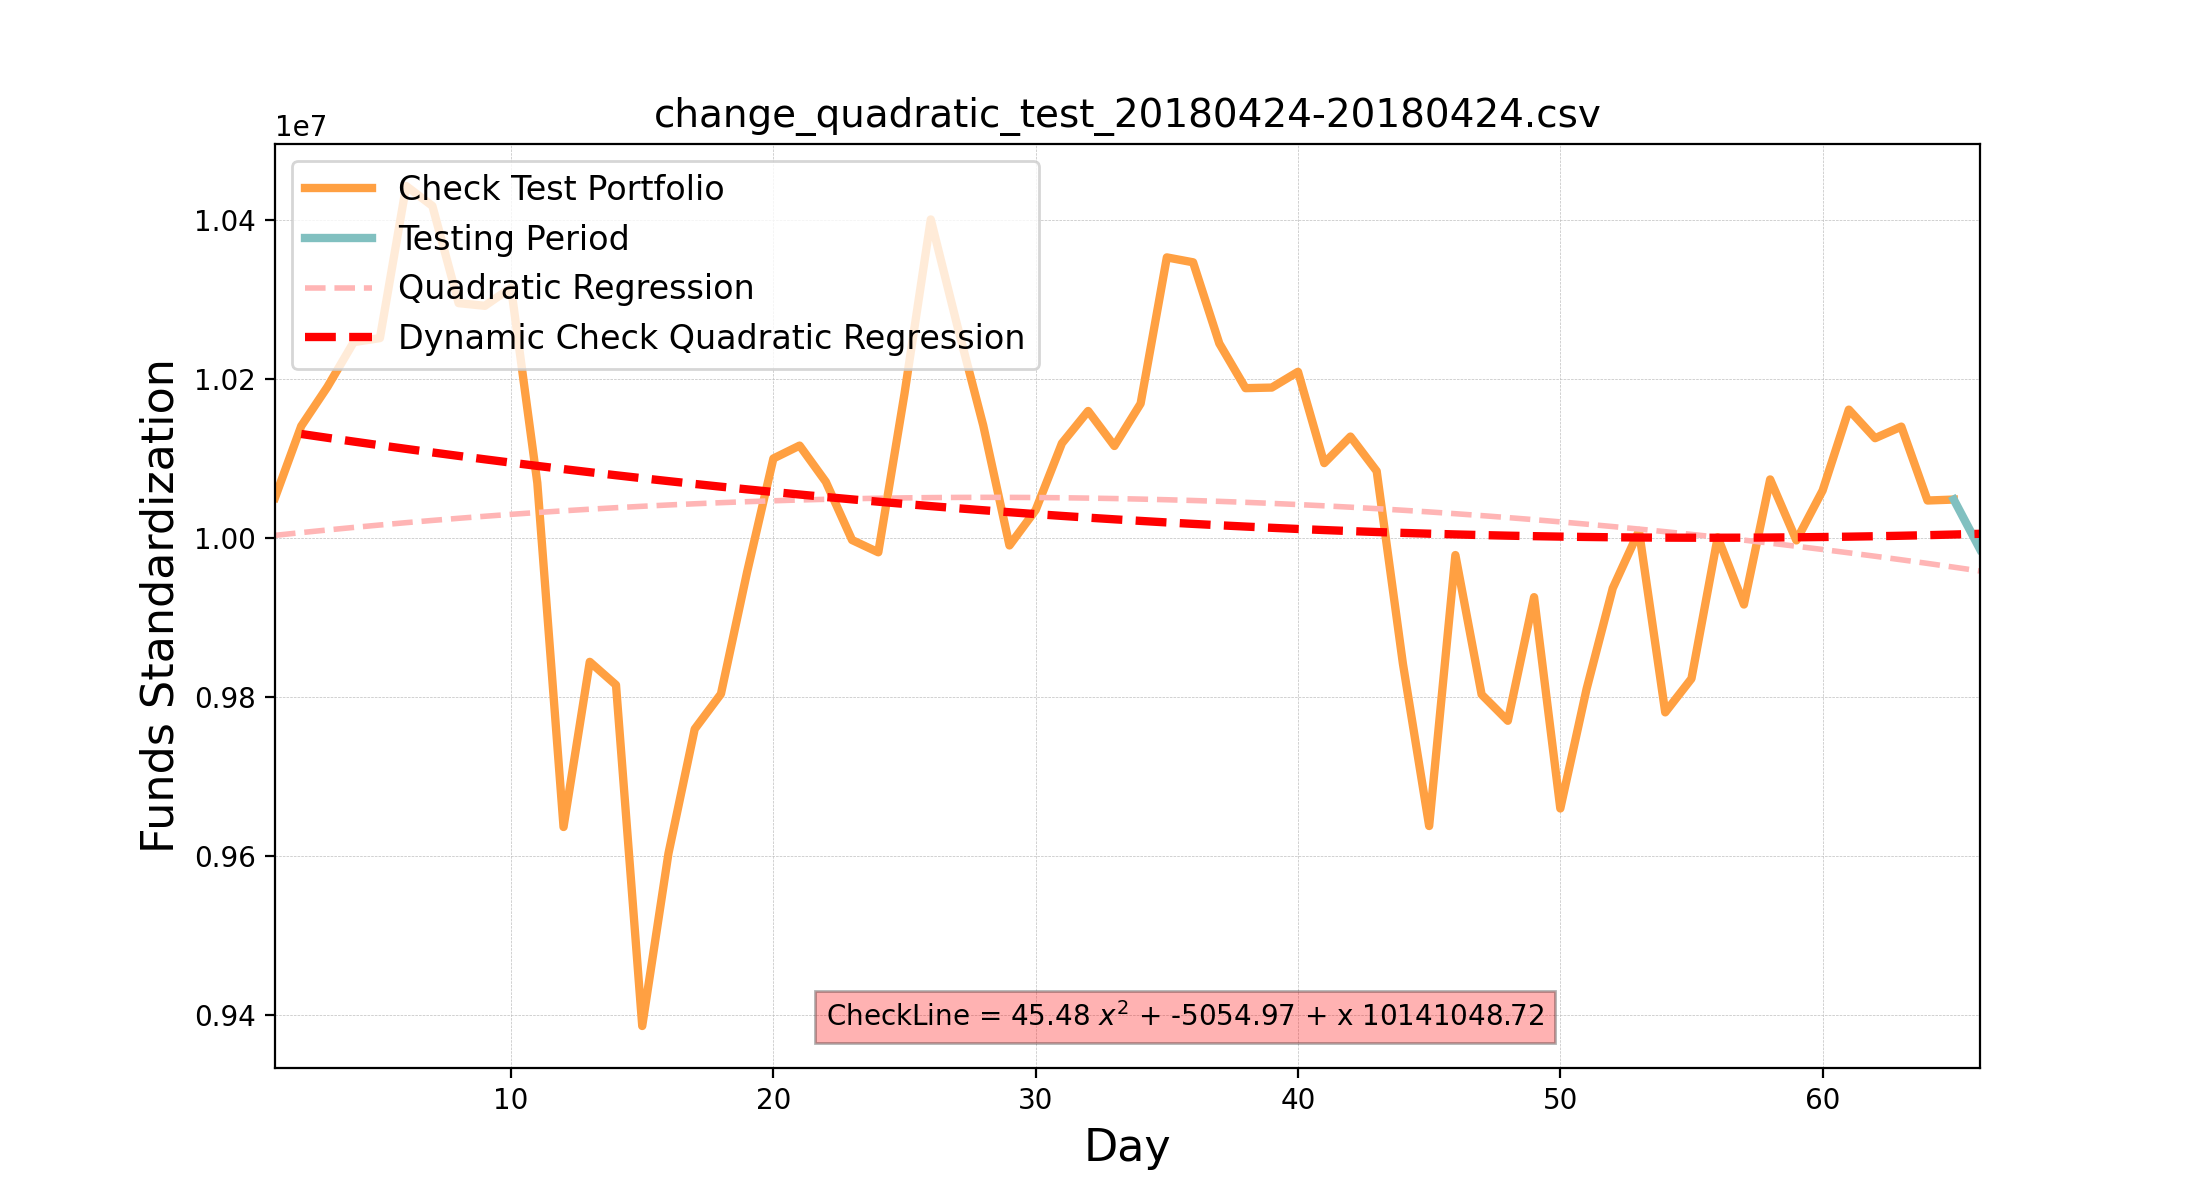 change_quadratic_test_20180424-20180424.csv
1e7
Check Test Portfolio
Testing Period
Quadratic Regression
Dynamic Check Quadratic Regression
1.04
1.02
1.00
0.98
0.96
0.94
Funds Standardization
CheckLine = 45.48 x² + -5054.97 + x 10141048.72
10 20 30 40 50 60
Day